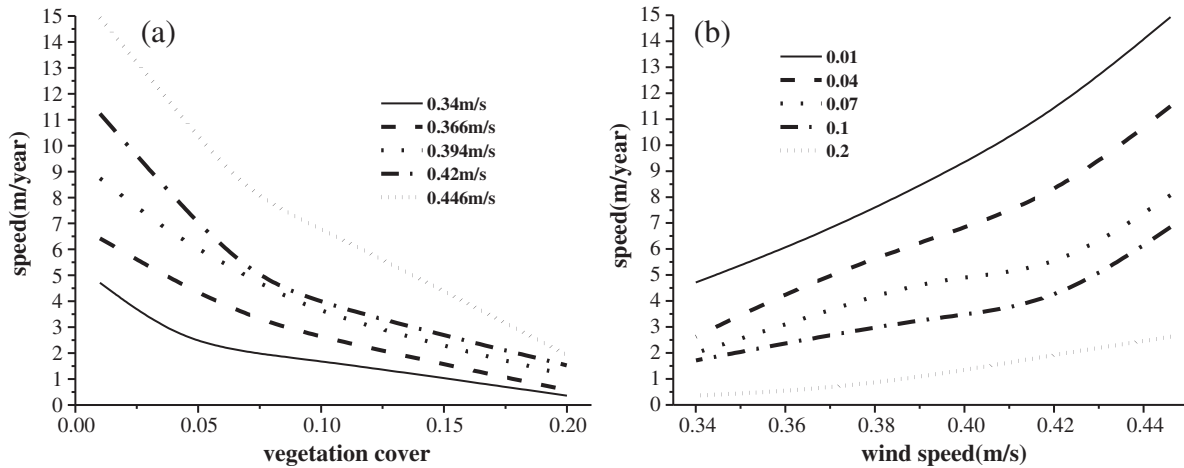 (a)
speed(m/year)
15
14
13
12
11
10
9
8
7
6
5
4
3
2
1
0
0.00 0.05 0.10 0.15 0.20
vegetation cover
0.34m/s
0.366m/s
0.394m/s
0.42m/s
0.446m/s
(b)
speed(m/year)
15
14
13
12
11
10
9
8
7
6
5
4
3
2
1
0
0.34 0.36 0.38 0.40 0.42 0.44
wind speed(m/s)
0.01
0.04
0.07
0.1
0.2